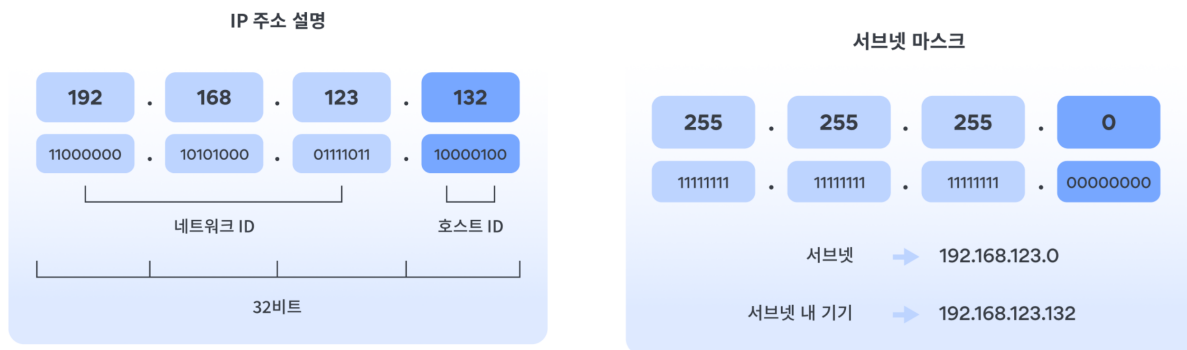 IP 주소 설명
192 . 168 . 123 . 132
11000000 . 10101000 . 01111011 . 10000100
네트워크 ID 호스트 ID
32비트
서브넷 마스크
255 . 255 . 255 . 0
11111111 . 11111111 . 11111111 . 00000000
서브넷 192.168.123.0
서브넷 내 기기 192.168.123.132